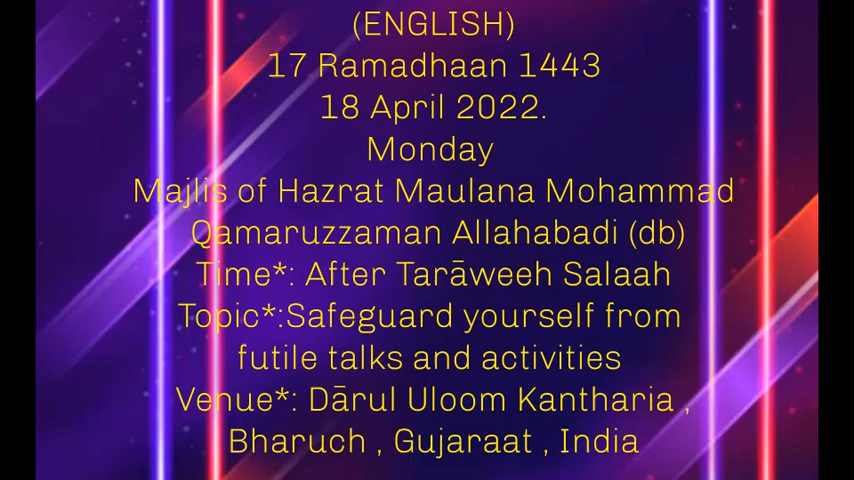 (ENGLISH)
17 Ramadhaan 1443
18 April 2022.
Monday
Majlis of Hazrat Maulana Mohammad
Qamaruzzaman Allahabadi (db)
Time*: After Tarāweeh Salaah
Topic*:Safeguard yourself from
futile talks and activities
Venue*: Dārul Uloom Kantharia ,
Bharuch , Gujaraat , India